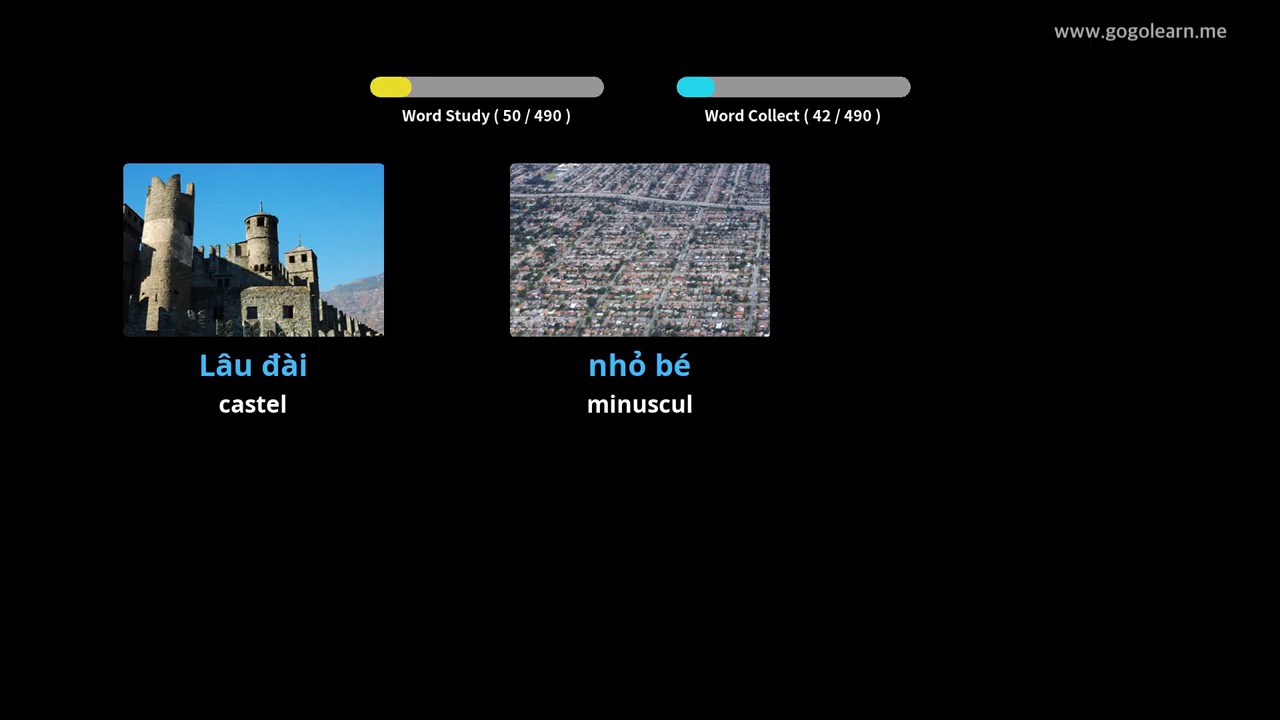 www.gogolearn.me
Word Study ( 50 / 490 )
Word Collect ( 42 / 490 )
Lâu đài
castel
nhỏ bé
minuscul